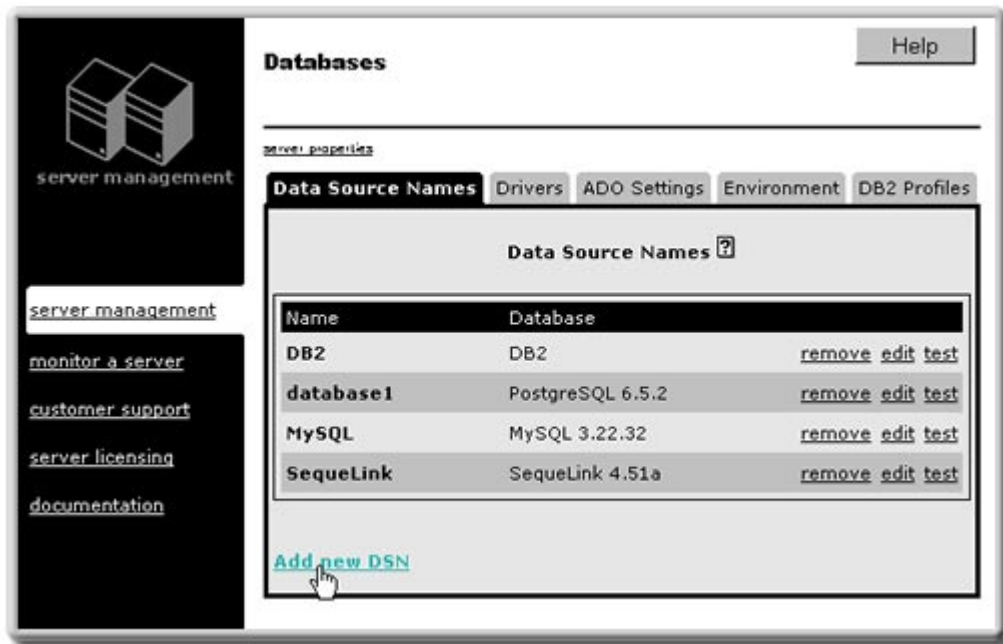 Databases
Help
server management
server properties
Data Source Names Drivers ADO Settings Environment DB2 Profiles
Data Source Names ?
server management
monitor a server
customer support
server licensing
documentation
Name Database
DB2 DB2 remove edit test
database1 PostgreSQL 6.5.2 remove edit test
MySQL MySQL 3.22.32 remove edit test
SequeLink SequeLink 4.51a remove edit test
Add new DSN